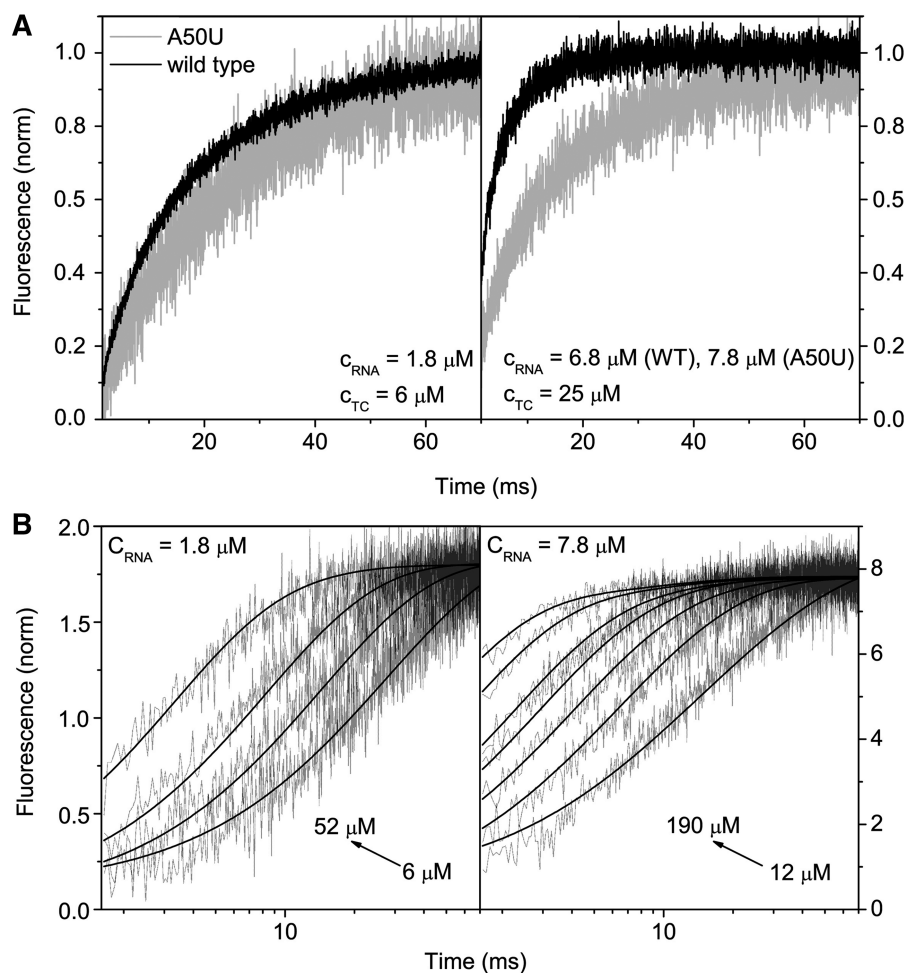 A
A50U
wild type
Fluorescence (norm)
1.0
0.8
0.5
0.4
0.2
0.0
1.0
0.8
0.6
0.4
0.2
0
c_RNA = 1.8 μM
c_TC = 6 μM
c_RNA = 6.8 μM (WT), 7.8 μM (A50U)
c_TC = 25 μM
20 40 60 20 40 60
Time (ms)
B
C_RNA = 1.8 μM
C_RNA = 7.8 μM
Fluorescence (norm)
2.0
1.5
1.0
0.5
0.0
8
6
4
2
0
52 μM
6 μM
190 μM
12 μM
10 10
Time (ms)